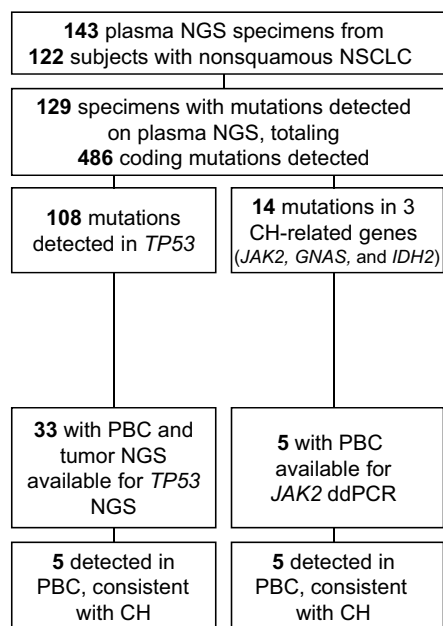 143 plasma NGS specimens from
122 subjects with nonsquamous NSCLC
129 specimens with mutations detected
on plasma NGS, totaling
486 coding mutations detected
108 mutations
detected in TP53
14 mutations in 3
CH-related genes
(JAK2, GNAS, and IDH2)
33 with PBC and
tumor NGS
available for TP53
NGS
5 with PBC
available for
JAK2 ddPCR
5 detected in
PBC, consistent
with CH
5 detected in
PBC, consistent
with CH